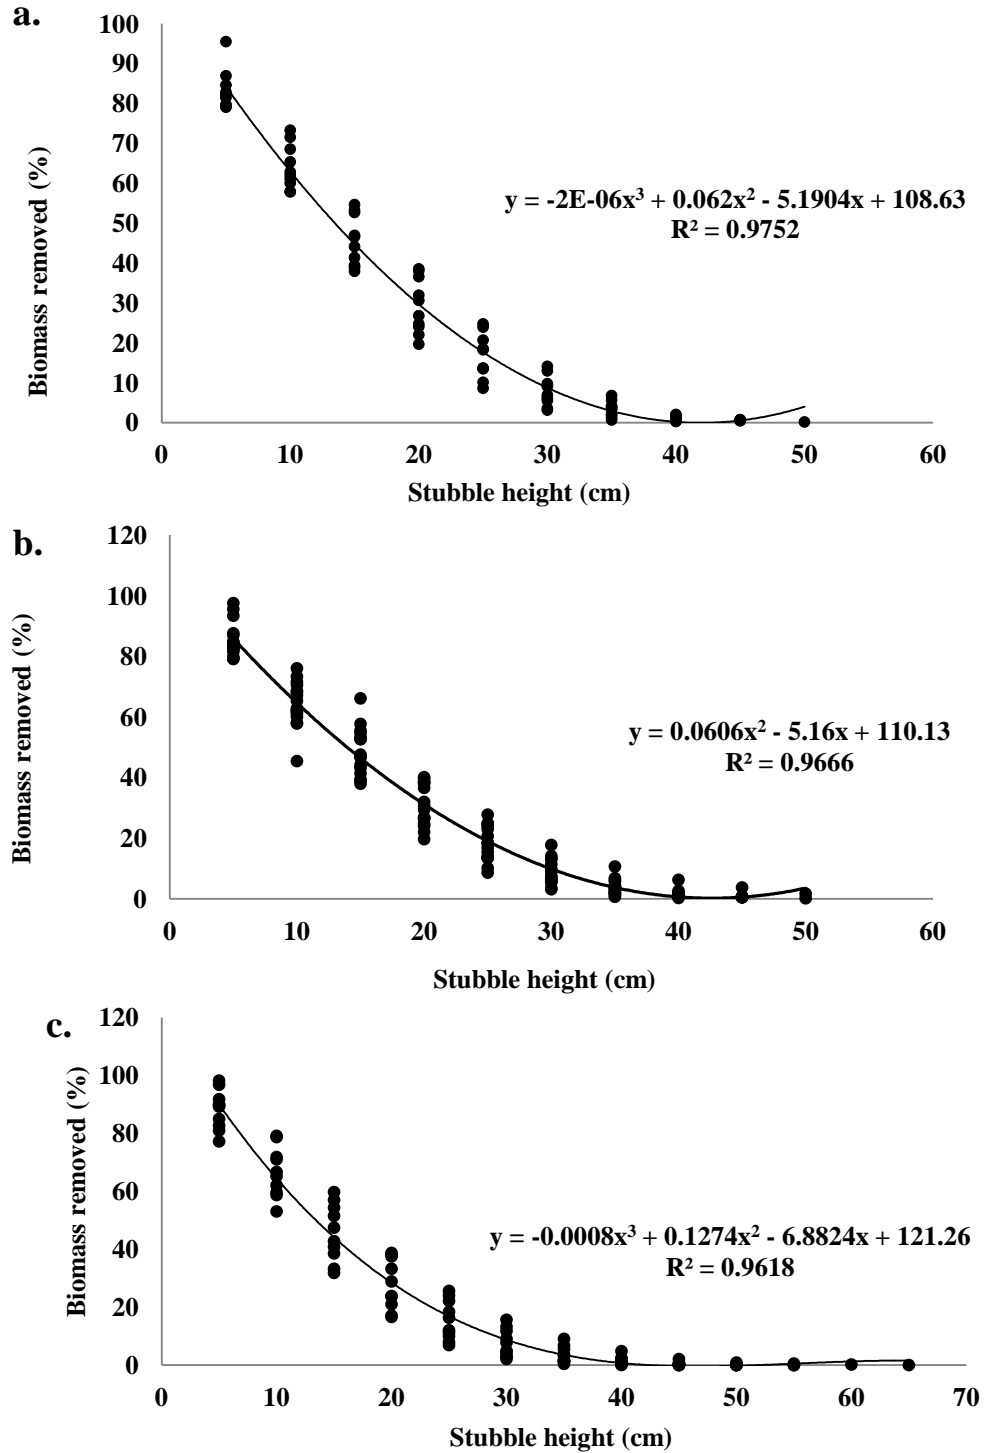 a.
100
90
80
70
60
50
40
30
20
10
0
Biomass removed (%)
y = -2E-06x³ + 0.062x² - 5.1904x + 108.63
R² = 0.9752
0 10 20 30 40 50 60
Stubble height (cm)
b.
120
100
80
60
40
20
0
Biomass removed (%)
y = 0.0606x² - 5.16x + 110.13
R² = 0.9666
0 10 20 30 40 50 60
Stubble height (cm)
c.
120
100
80
60
40
20
0
Biomass removed (%)
y = -0.0008x³ + 0.1274x² - 6.8824x + 121.26
R² = 0.9618
0 10 20 30 40 50 60 70
Stubble height (cm)